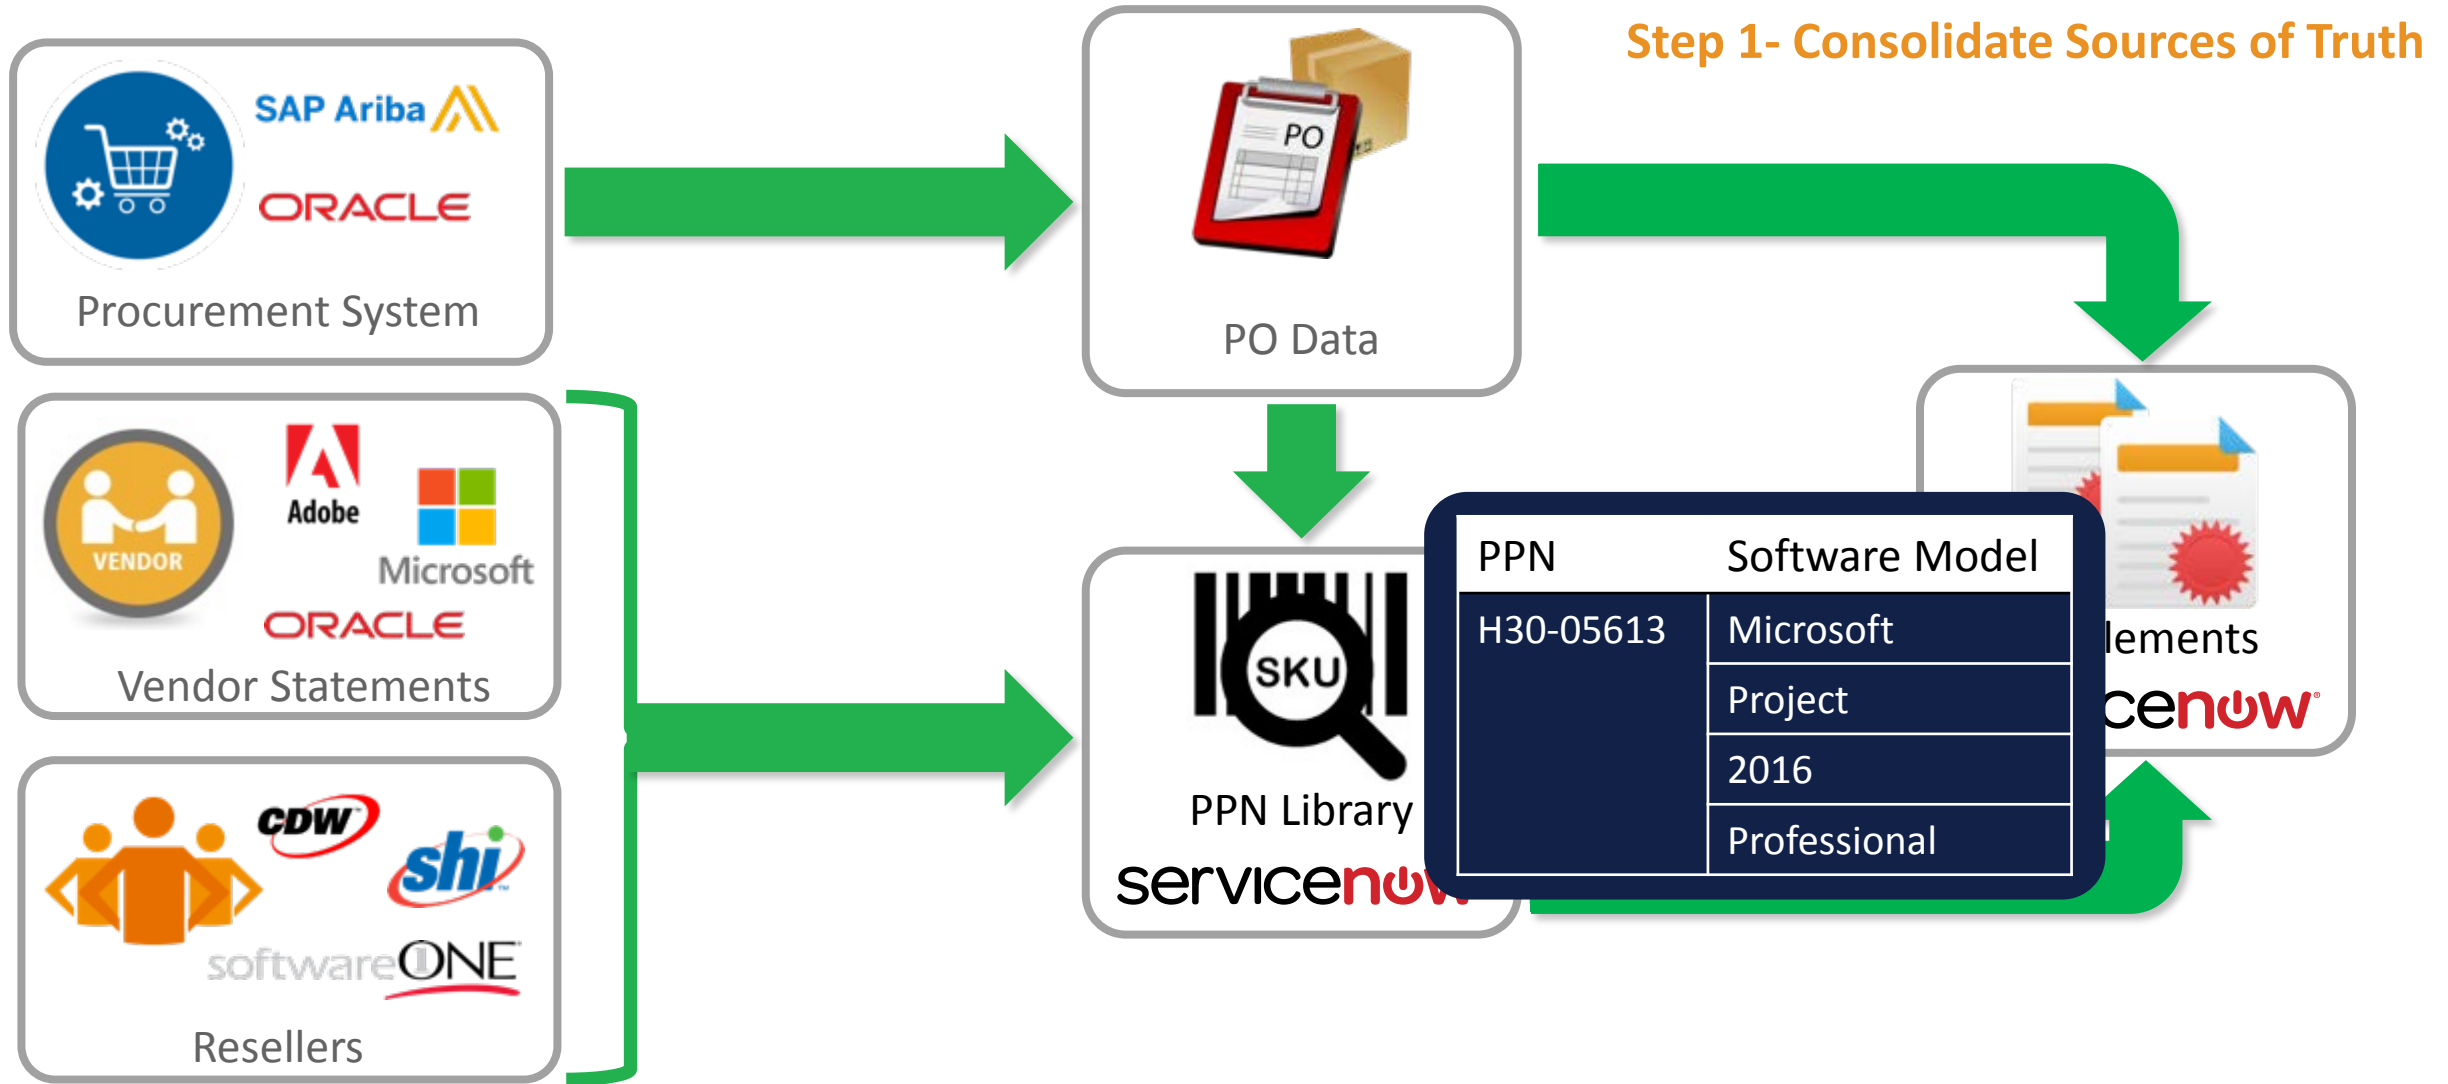 Step 1- Consolidate Sources of Truth
SAP Ariba
ORACLE
Procurement System
PO
PO Data
VENDOR
Adobe
Microsoft
ORACLE
Vendor Statements
CDW
shi
softwareONE
Resellers
SKU
PPN Library
servicenow
PPN Software Model
H30-05613 Microsoft
Project
2016
Professional
lements
cenow